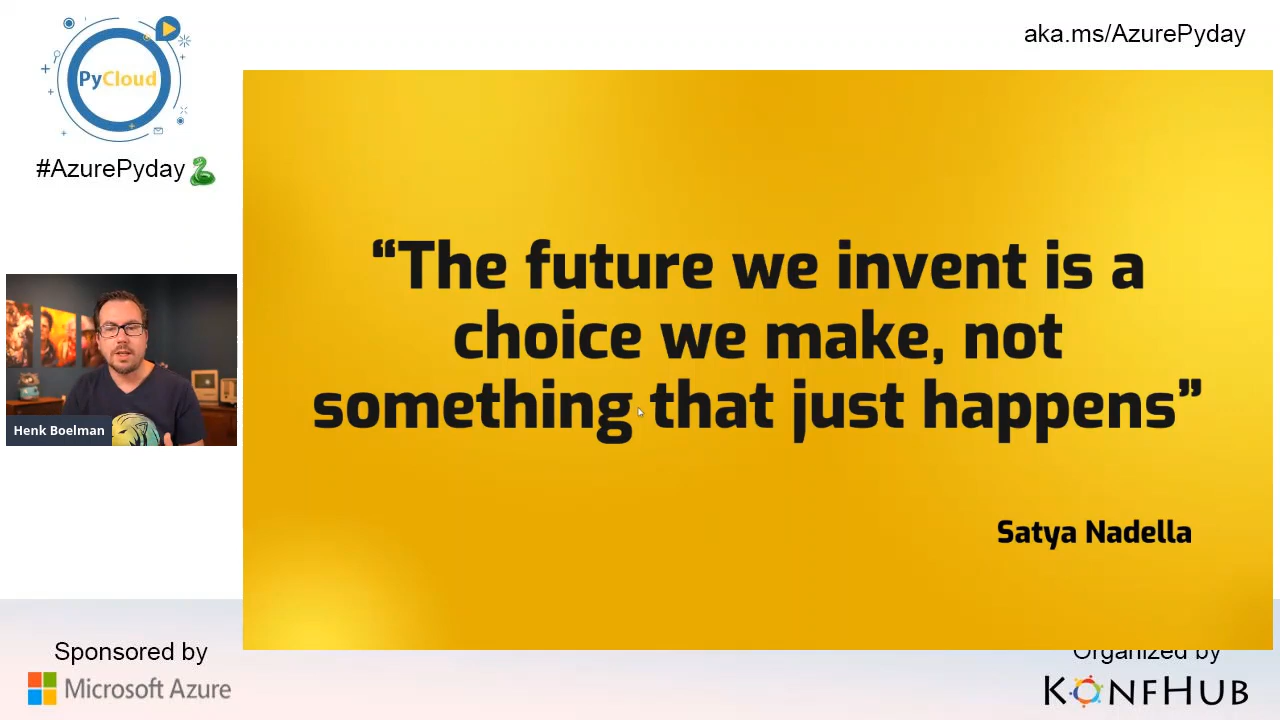 PyCloud
#AzurePyday
aka.ms/AzurePyday
“The future we invent is a
choice we make, not
something that just happens”
Satya Nadella
Henk Boelman
Sponsored by
Microsoft Azure
Organized by
KONFHUB